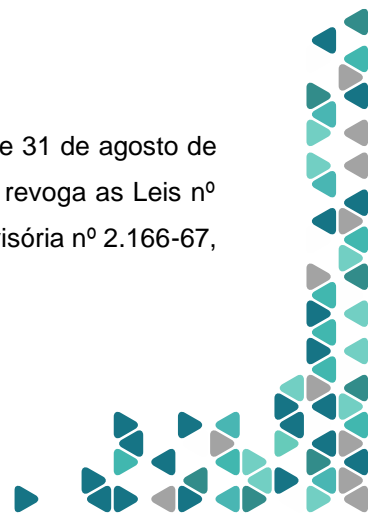 e 31 de agosto de
revoga as Leis nº
isória nº 2.166-67,